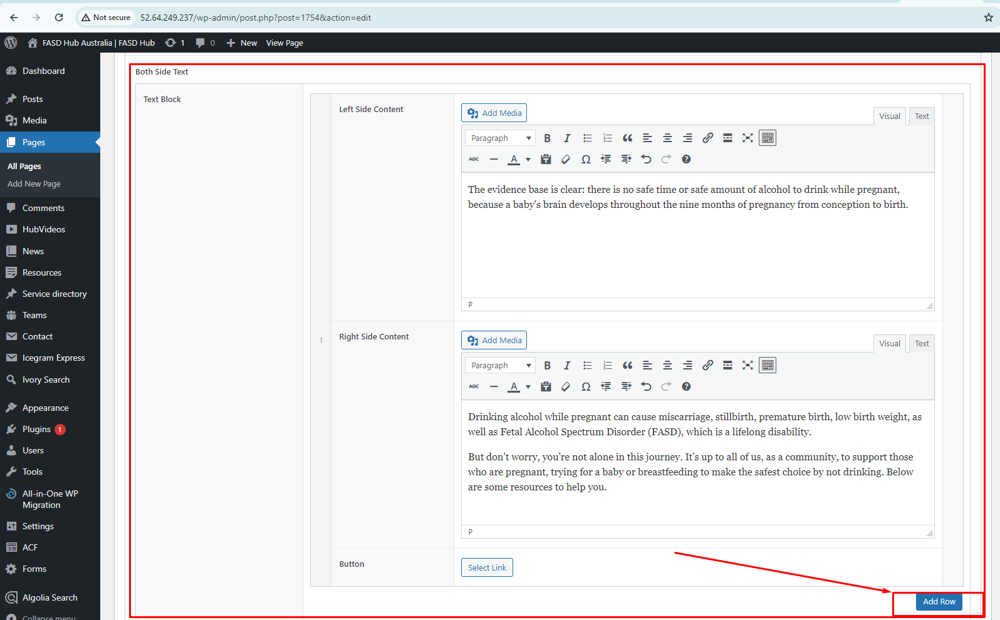 Not secure 52.64.249.237/wp-admin/post.php?post=1754&action=edit
FASD Hub Australia | FASD Hub 1 0 New View Page
Dashboard
Posts
Media
Pages
All Pages
Add New Page
Comments
HubVideos
News
Resources
Service directory
Teams
Contact
Icegram Express
Ivory Search
Appearance
Plugins 1
Users
Tools
All-in-One WP
Migration
Settings
ACF
Forms
Algolia Search
Collapse menu
Both Side Text
Text Block
1
Left Side Content
Add Media
Visual Text
Paragraph B I
ABC A Ω
The evidence base is clear: there is no safe time or safe amount of alcohol to drink while pregnant,
because a baby's brain develops throughout the nine months of pregnancy from conception to birth.
P
Right Side Content
Add Media
Visual Text
Paragraph B I
ABC A Ω
Drinking alcohol while pregnant can cause miscarriage, stillbirth, premature birth, low birth weight, as
well as Fetal Alcohol Spectrum Disorder (FASD), which is a lifelong disability.
But don't worry, you're not alone in this journey. It's up to all of us, as a community, to support those
who are pregnant, trying for a baby or breastfeeding to make the safest choice by not drinking. Below
are some resources to help you.
P
Button
Select Link
Add Row